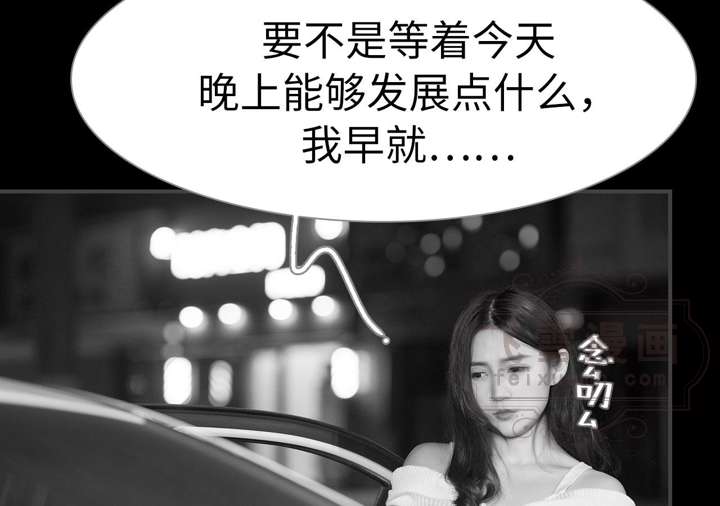 要不是等着今天
晚上能够发展点什么，
我早就……
念叨